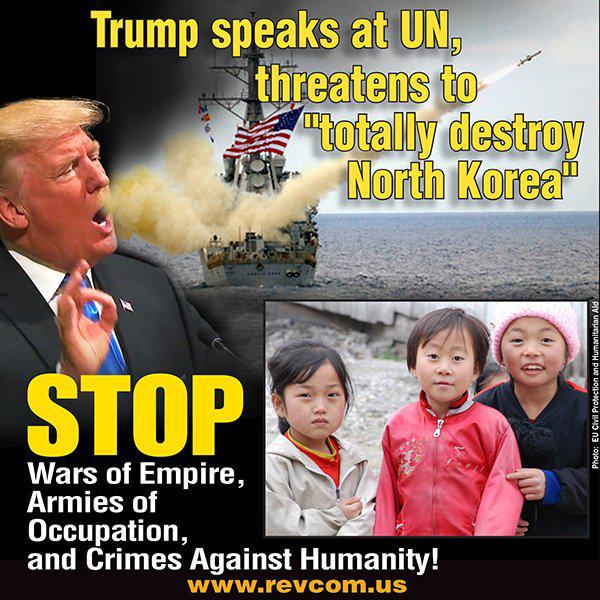 Trump speaks at UN,
threatens to
"totally destroy
North Korea"
STOP
Wars of Empire,
Armies of
Occupation,
and Crimes Against Humanity!
www.revcom.us
Photo: EU Civil Protection and Humanitarian Aid